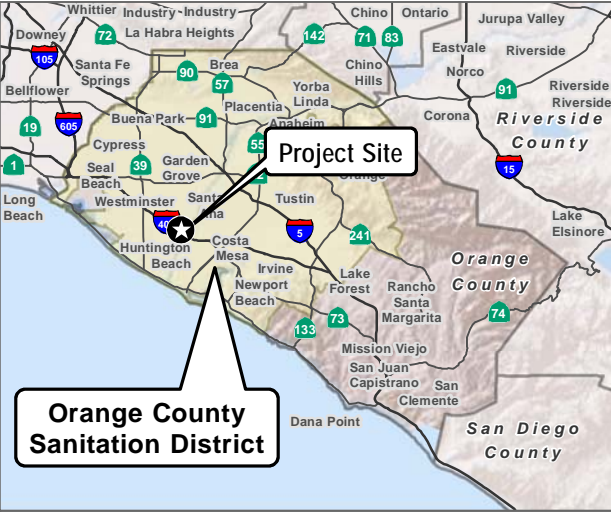 Whittier
Industry
Industry
Chino
Ontario
Jurupa Valley
Downey
72
La Habra Heights
142
71
83
105
Eastvale
Riverside
Santa Fe
Springs
90
Brea
57
Chino
Hills
Norco
Bellflower
Yorba
Linda
91
Riverside
Riverside
Placentia
19
605
Buena Park
91
Anaheim
Corona
Riverside
County
Cypress
55
Project Site
1
39
Garden
Grove
Orange
15
Seal
Beach
Long
Beach
Westminster
Santa
Tustin
5
241
Lake
Elsinore
Huntington
Beach
Costa
Mesa
Irvine
Newport
Beach
Lake
Forest
Orange
County
Rancho
Santa
Margarita
74
133
73
Mission Viejo
San Juan
Capistrano
San
Clemente
Orange County
Sanitation District
Dana Point
San Diego
County